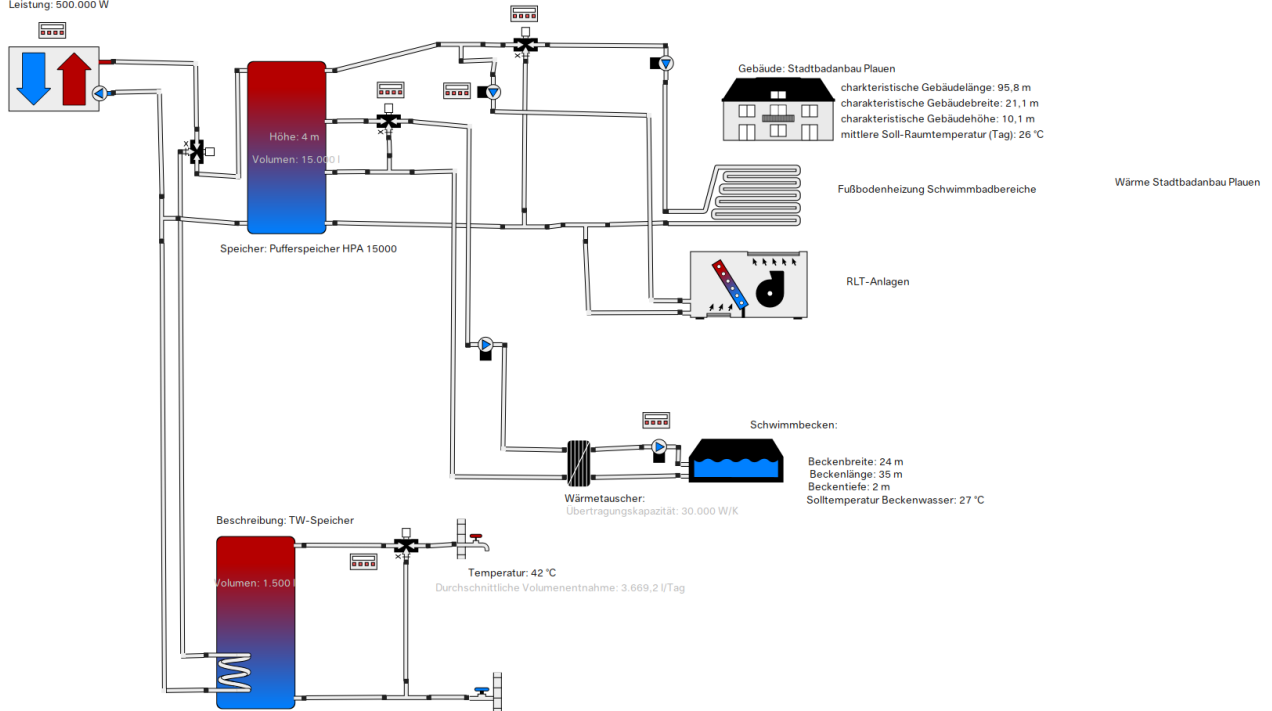 Leistung: 500.000 W
Gebäude: Stadtbadanbau Plauen
charkteristische Gebäudelänge: 95,8 m
charakteristische Gebäudebreite: 21,1 m
charakteristische Gebäudehöhe: 10,1 m
mittlere Soll-Raumtemperatur (Tag): 26 °C
Höhe: 4 m
Volumen: 15.000 l
Fußbodenheizung Schwimmbadbereiche
Wärme Stadtbadanbau Plauen
Speicher: Pufferspeicher HPA 15000
RLT-Anlagen
Schwimmbecken:
Beckenbreite: 24 m
Beckenlänge: 35 m
Beckentiefe: 2 m
Solltemperatur Beckenwasser: 27 °C
Wärmetauscher:
Übertragungskapazität: 30.000 W/K
Beschreibung: TW-Speicher
Volumen: 1.500 l
Temperatur: 42 °C
Durchschnittliche Volumenentnahme: 3.669,2 l/Tag